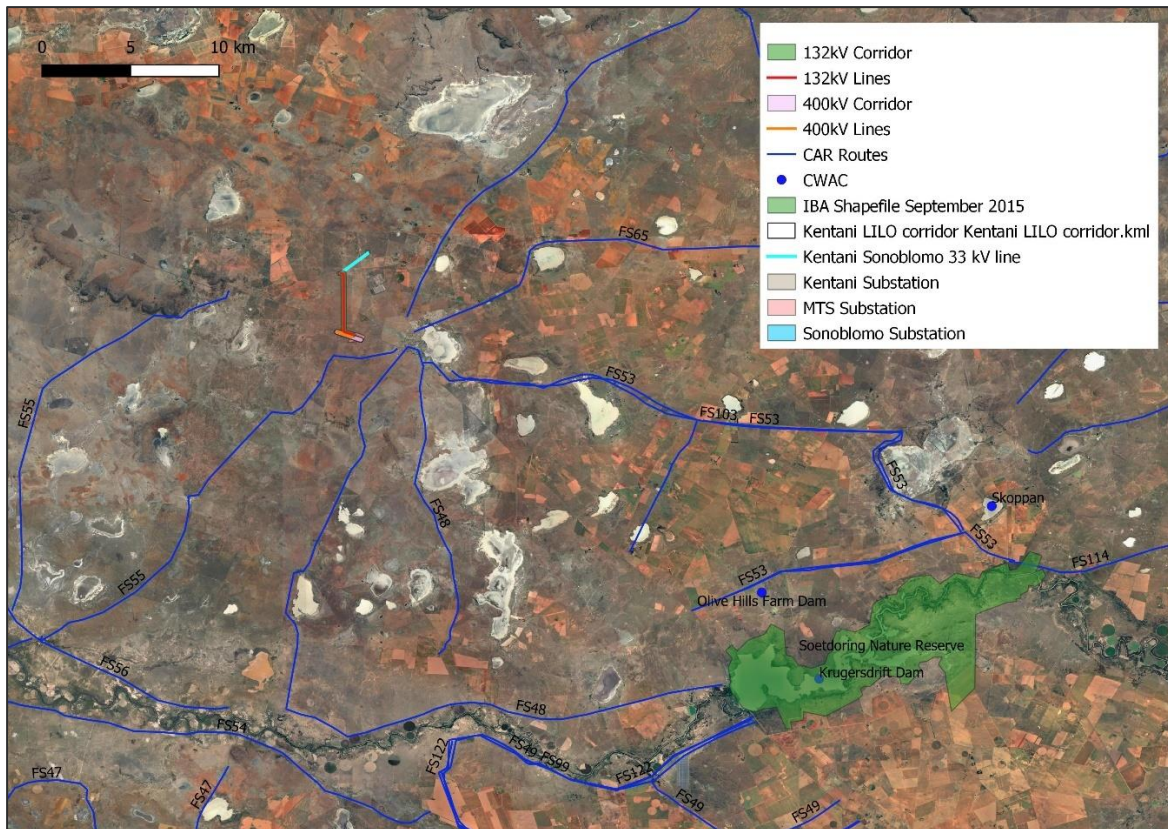 0 5 10 km
132kV Corridor
132kV Lines
400kV Corridor
400kV Lines
CAR Routes
CWAC
IBA Shapefile September 2015
Kentani LILO corridor Kentani LILO corridor.kml
Kentani Sonoblomo 33 kV line
Kentani Substation
MTS Substation
Sonoblomo Substation
FS65
FS53
FS55
FS103
FS53
FS53
Skoppan
FS48
FS53
FS114
FS55
FS53
Olive Hills Farm Dam
Soetdoring Nature Reserve
FS56
Krugersdrift Dam
FS48
FS54
FS122
FS49
FS99
FS122
FS47
FS47
FS49
FS49